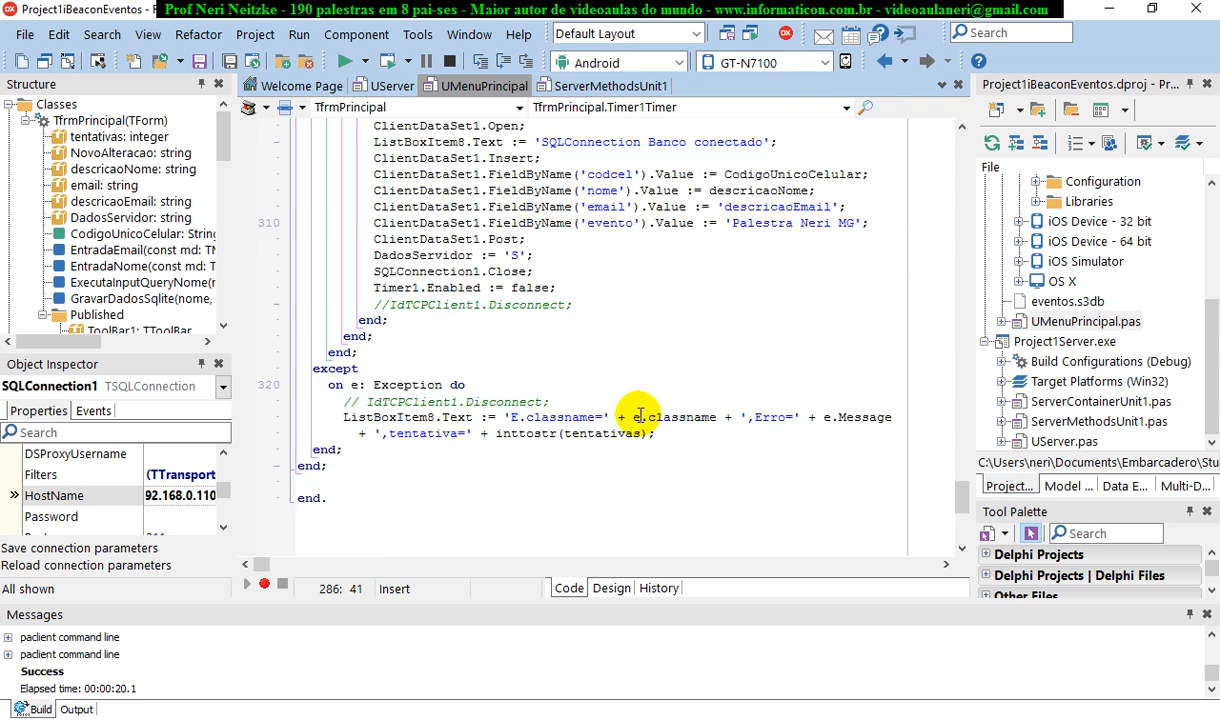 Project1iBeaconEventos - F
Prof Neri Neitzke - 190 palestras em 8 pai-ses - Maior autor de videoaulas do mundo - www.informaticon.com.br - videoaulaneri@gmail.com
File Edit Search View Refactor Project Run Component Tools Window Help
Default Layout
Search
Android
GT-N7100
Structure
Welcome Page UServer UMenuPrincipal ServerMethodsUnit1
Project1iBeaconEventos.dproj - Pr...
TfrmPrincipal TfrmPrincipal.Timer1Timer
Classes
TfrmPrincipal(TForm)
tentativas: integer
NovoAlteracao: string
descricaoNome: string
email: string
descricaoEmail: string
DadosServidor: string
CodigoUnicoCelular: String
EntradaEmail(const md: TM
EntradaNome(const md: T
ExecutaInputQueryNome(r
GravarDadosSqlite(nome,
Published
ToolBar1: TToolBar
ClientDataSet1.Open;
ListBoxItem8.Text := 'SQLConnection Banco conectado';
ClientDataSet1.Insert;
ClientDataSet1.FieldByName('codcel').Value := CodigoUnicoCelular;
ClientDataSet1.FieldByName('nome').Value := descricaoNome;
ClientDataSet1.FieldByName('email').Value := 'descricaoEmail';
310 ClientDataSet1.FieldByName('evento').Value := 'Palestra Neri MG';
ClientDataSet1.Post;
DadosServidor := 'S';
SQLConnection1.Close;
Timer1.Enabled := false;
//IdTCPClient1.Disconnect;
end;
end;
end;
except
320 on e: Exception do
// IdTCPClient1.Disconnect;
ListBoxItem8.Text := 'E.classname=' + e.classname + ',Erro=' + e.Message
+ ',tentativa=' + inttostr(tentativas);
end;
end;
end.
286: 41 Insert
Code Design History
File
Configuration
Libraries
iOS Device - 32 bit
iOS Device - 64 bit
iOS Simulator
OS X
eventos.s3db
UMenuPrincipal.pas
Project1Server.exe
Build Configurations (Debug)
Target Platforms (Win32)
ServerContainerUnit1.pas
ServerMethodsUnit1.pas
UServer.pas
C:\Users\neri\Documents\Embarcadero\Stu
Project... Model ... Data E... Multi-D...
Tool Palette
Search
Delphi Projects
Delphi Projects | Delphi Files
Other Files
Object Inspector
SQLConnection1 TSQLConnection
Properties Events
Search
DSProxyUsername
Filters (TTransport
HostName 92.168.0.110
Password
Save connection parameters
Reload connection parameters
All shown
Messages
paclient command line
paclient command line
Success
Elapsed time: 00:00:20.1
Build Output